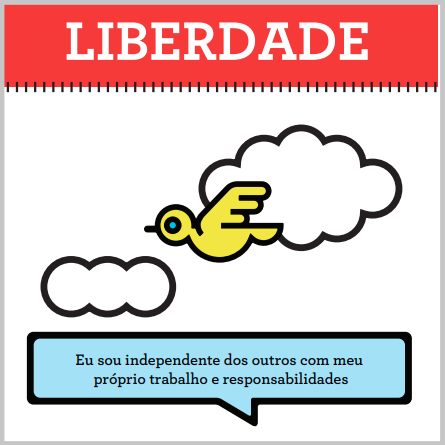 LIBERDADE
Eu sou independente dos outros com meu
próprio trabalho e responsabilidades